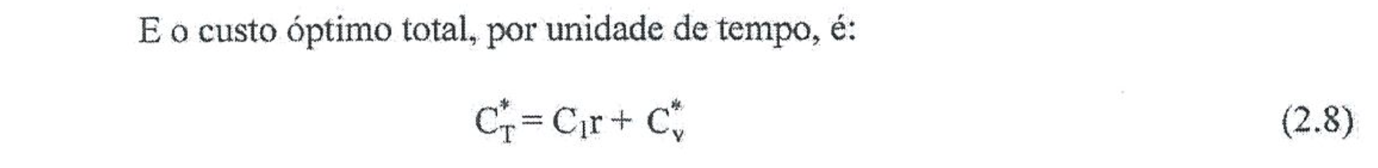 E o custo óptimo total, por unidade de tempo, é:
C*T = C1r + C*v (2.8)